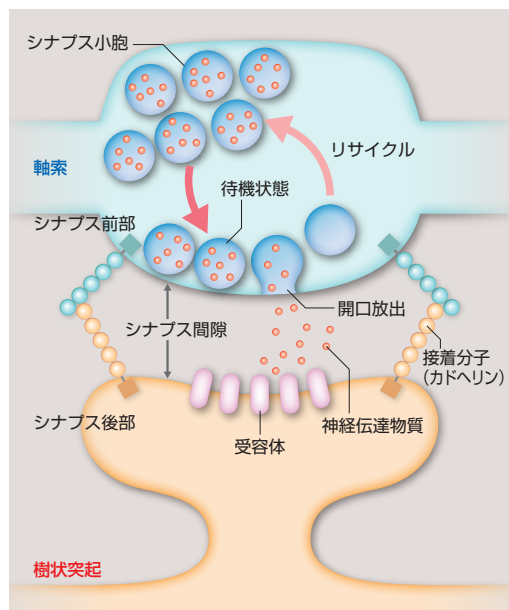 シナプス小胞
軸索
リサイクル
待機状態
シナプス前部
開口放出
シナプス間隙
接着分子
（カドヘリン）
シナプス後部
神経伝達物質
受容体
樹状突起